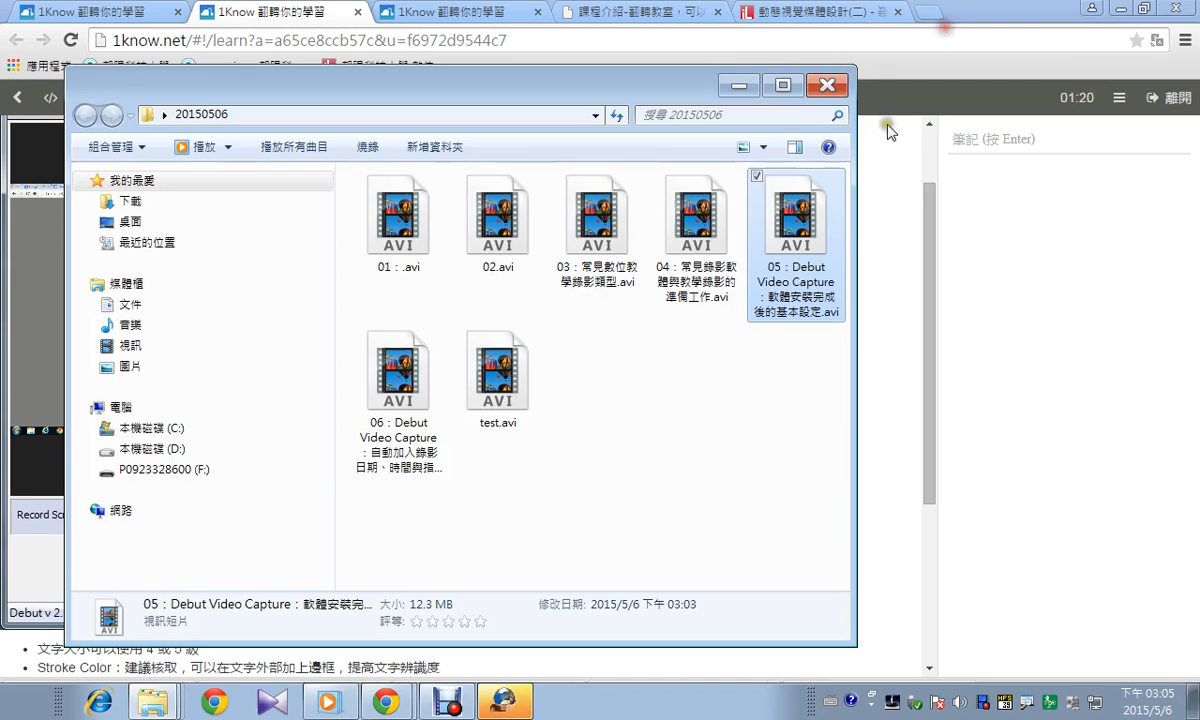 1Know 翻轉你的學習
1Know 翻轉你的學習
1Know 翻轉你的學習
課程介紹-翻轉教室，可以
動態視覺媒體設計(二) -
1know.net/#!/learn?a=a65ce8ccb57c&u=f6972d9544c7
應用程式
01:20
離開
20150506
搜尋 20150506
組合管理
播放
播放所有曲目
燒錄
新增資料夾
筆記 (按 Enter)
我的最愛
下載
桌面
最近的位置
媒體櫃
文件
音樂
視訊
圖片
電腦
本機磁碟 (C:)
本機磁碟 (D:)
P0923328600 (F:)
網路
AVI
01：.avi
AVI
02.avi
AVI
03：常見數位教
學錄影類型.avi
AVI
04：常見錄影軟
體與教學錄影的
準備工作.avi
AVI
05：Debut
Video Capture
：軟體安裝完成
後的基本設定.avi
AVI
06：Debut
Video Capture
：自動加入錄影
日期、時間與指...
AVI
test.avi
Record Scr
Debut v 2.
05：Debut Video Capture：軟體安裝完...
視訊短片
大小: 12.3 MB
評等:
修改日期: 2015/5/6 下午 03:03
文字大小可以使用 4 或 5 級
Stroke Color：建議核取，可以在文字外部加上邊框，提高文字辨識度
下午 03:05
2015/5/6